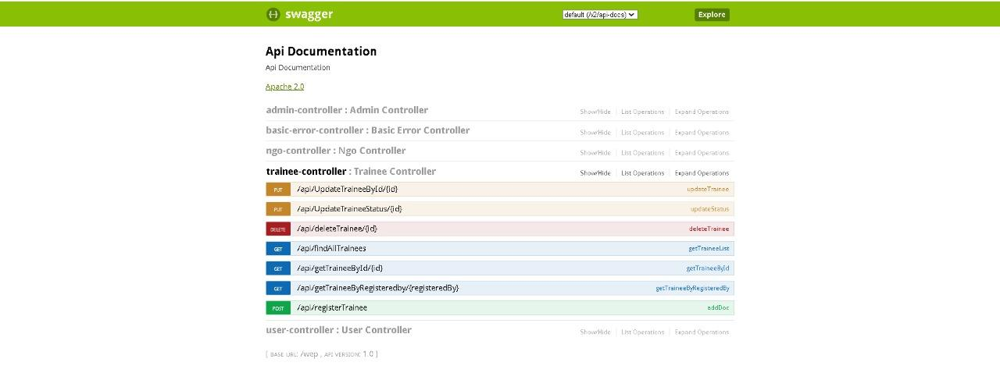 swagger default (/v2/api-docs) Explore
Api Documentation
Api Documentation
Apache 2.0
admin-controller : Admin Controller Show/Hide List Operations Expand Operations
basic-error-controller : Basic Error Controller Show/Hide List Operations Expand Operations
ngo-controller : Ngo Controller Show/Hide List Operations Expand Operations
trainee-controller : Trainee Controller Show/Hide List Operations Expand Operations
PUT /api/UpdateTraineeById/{id} updateTrainee
PUT /api/UpdateTraineeStatus/{id} updateStatus
DELETE /api/deleteTrainee/{id} deleteTrainee
GET /api/findAllTrainees getTraineeList
GET /api/getTraineeById/{id} getTraineeById
GET /api/getTraineeByRegisteredby/{registeredBy} getTraineeByRegisteredBy
POST /api/registerTrainee addDoc
user-controller : User Controller Show/Hide List Operations Expand Operations
[ BASE URL: /wep , API VERSION: 1.0 ]